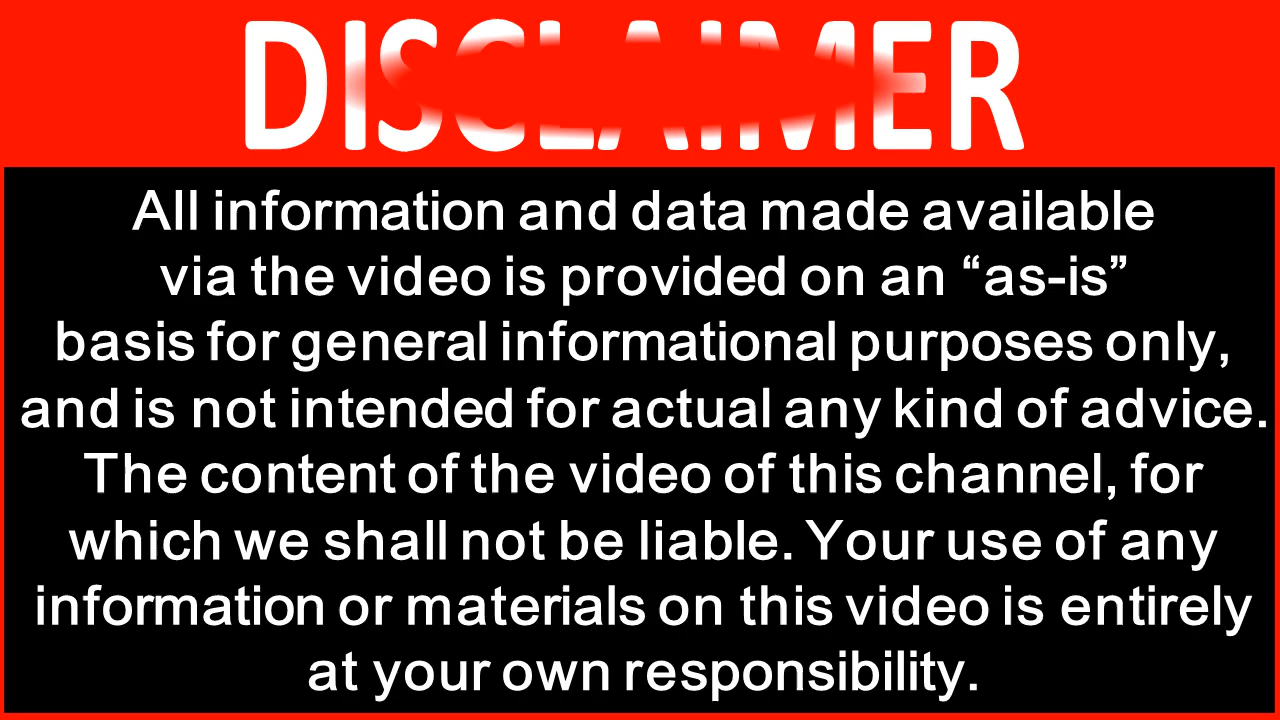 DISCLAIMER
All information and data made available
via the video is provided on an “as-is”
basis for general informational purposes only,
and is not intended for actual any kind of advice.
The content of the video of this channel, for
which we shall not be liable. Your use of any
information or materials on this video is entirely
at your own responsibility.